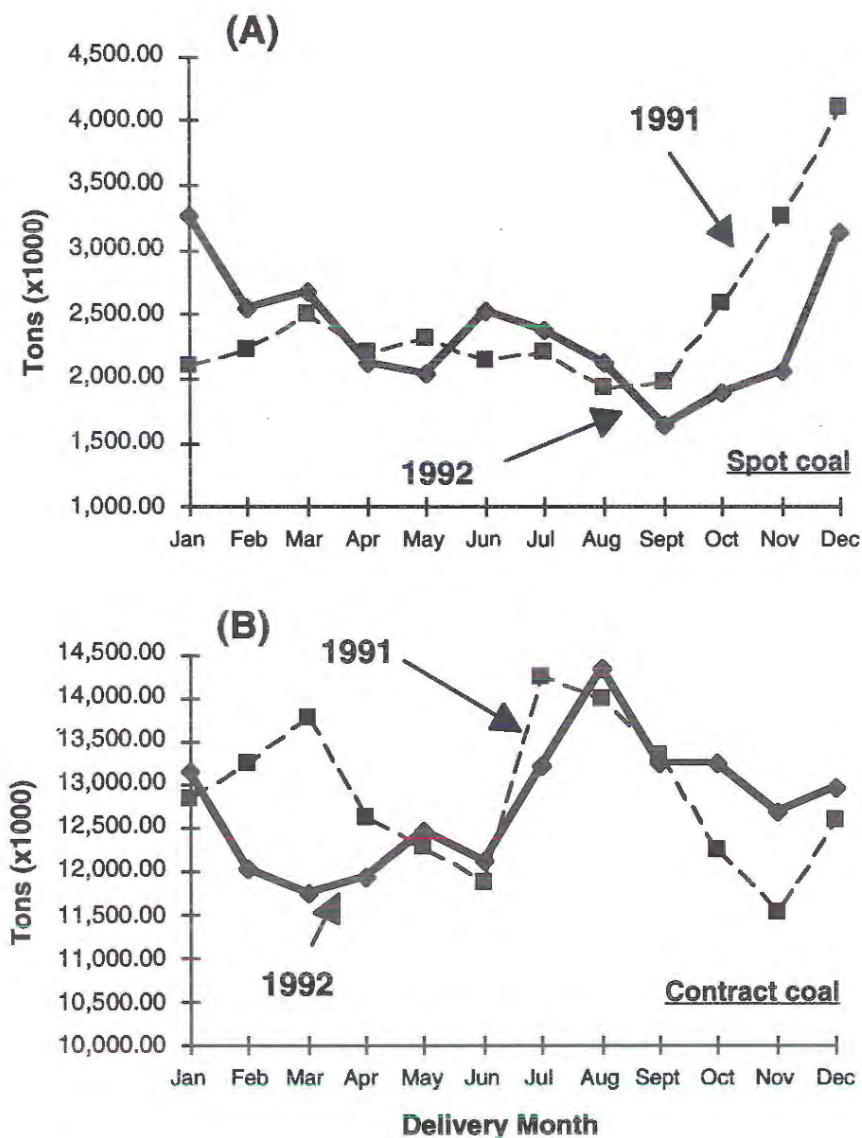 (A)
4,500.00
4,000.00
3,500.00
3,000.00
2,500.00
2,000.00
1,500.00
1,000.00
Tons (x1000)
1991
1992
Spot coal
Jan Feb Mar Apr May Jun Jul Aug Sept Oct Nov Dec
(B)
14,500.00
14,000.00
13,500.00
13,000.00
12,500.00
12,000.00
11,500.00
11,000.00
10,500.00
10,000.00
Tons (x1000)
1991
1992
Contract coal
Jan Feb Mar Apr May Jun Jul Aug Sept Oct Nov Dec
Delivery Month